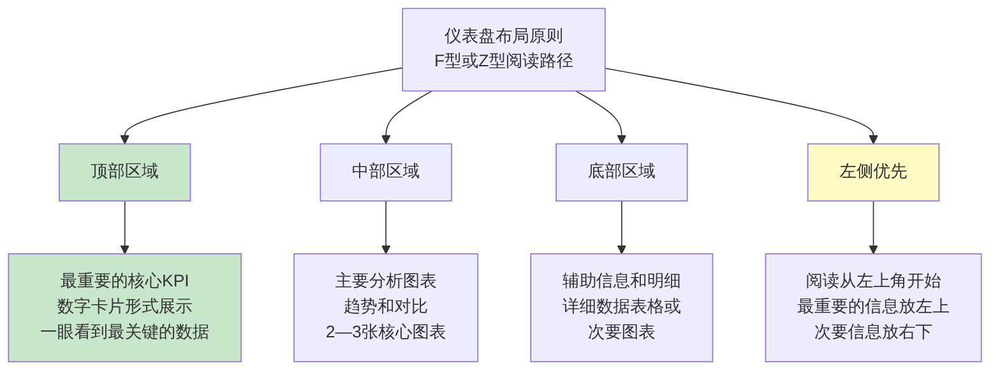 仪表盘布局原则
F型或Z型阅读路径
顶部区域
中部区域
底部区域
左侧优先
最重要的核心KPI
数字卡片形式展示
一眼看到最关键的数据
主要分析图表
趋势和对比
2—3张核心图表
辅助信息和明细
详细数据表格或
次要图表
阅读从左上角开始
最重要的信息放左上
次要信息放右下